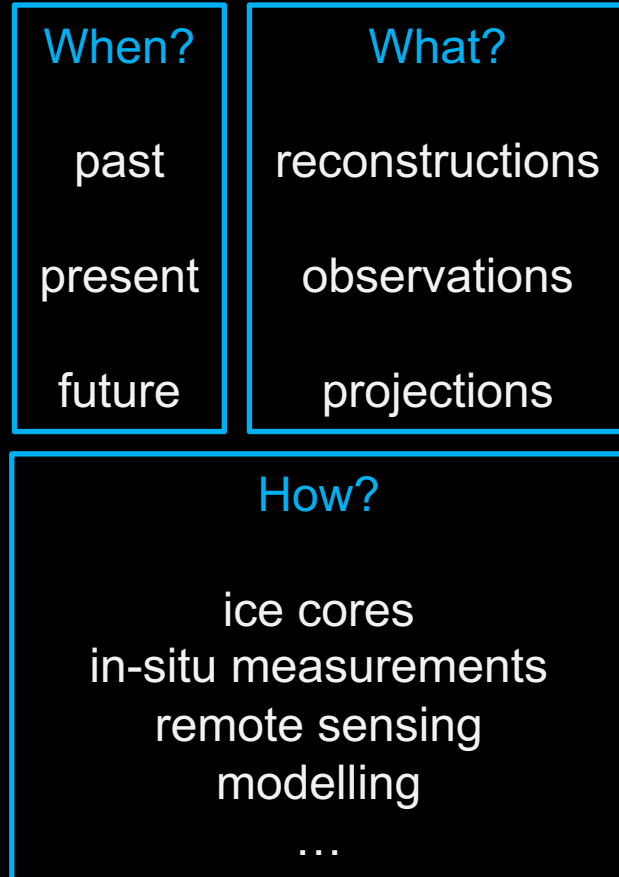 When?
past
present
future
What?
reconstructions
observations
projections
How?
ice cores
in-situ measurements
remote sensing
modelling
…